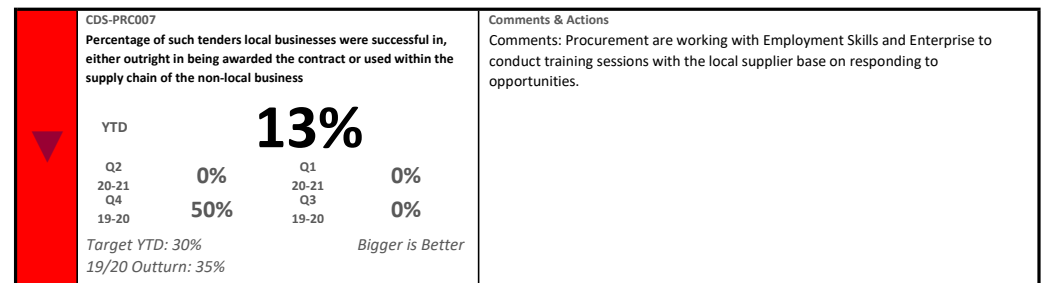 CDS-PRC007
Percentage of such tenders local businesses were successful in,
either outright in being awarded the contract or used within the
supply chain of the non-local business
YTD 13%
Q2
20-21 0% Q1
20-21 0%
Q4
19-20 50% Q3
19-20 0%
Target YTD: 30% Bigger is Better
19/20 Outturn: 35%
Comments & Actions
Comments: Procurement are working with Employment Skills and Enterprise to
conduct training sessions with the local supplier base on responding to
opportunities.